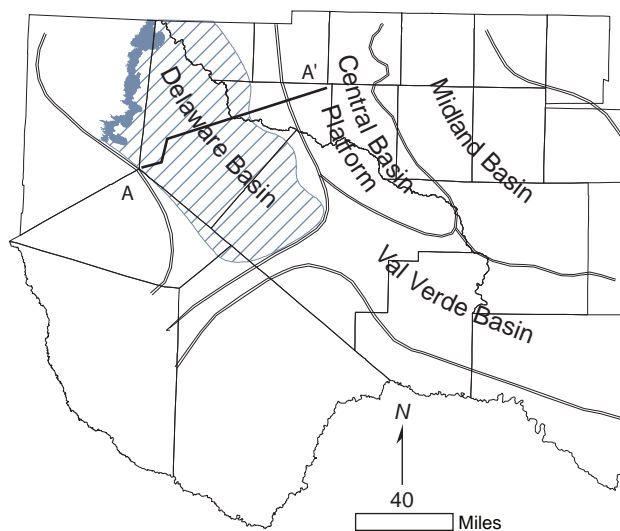 A'
Delaware Basin
Central Basin
Platform
Midland Basin
A
Val Verde Basin
N
40
Miles